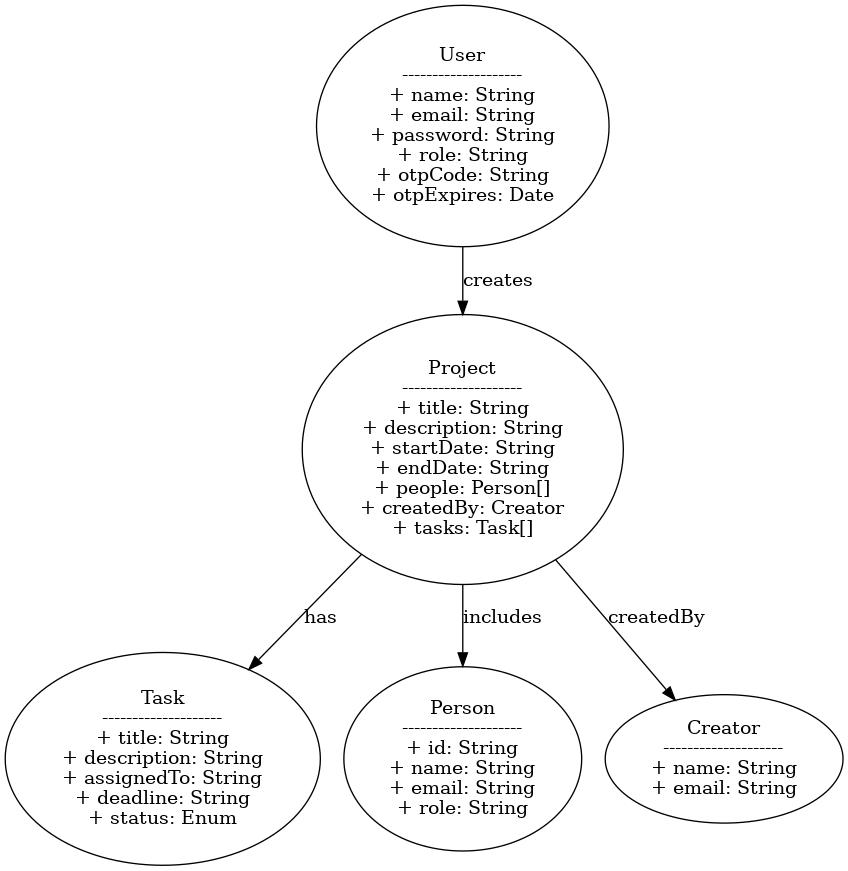 User
--------------------
+ name: String
+ email: String
+ password: String
+ role: String
+ otpCode: String
+ otpExpires: Date
creates
Project
--------------------
+ title: String
+ description: String
+ startDate: String
+ endDate: String
+ people: Person[]
+ createdBy: Creator
+ tasks: Task[]
has
includes
createdBy
Task
--------------------
+ title: String
+ description: String
+ assignedTo: String
+ deadline: String
+ status: Enum
Person
--------------------
+ id: String
+ name: String
+ email: String
+ role: String
Creator
--------------------
+ name: String
+ email: String